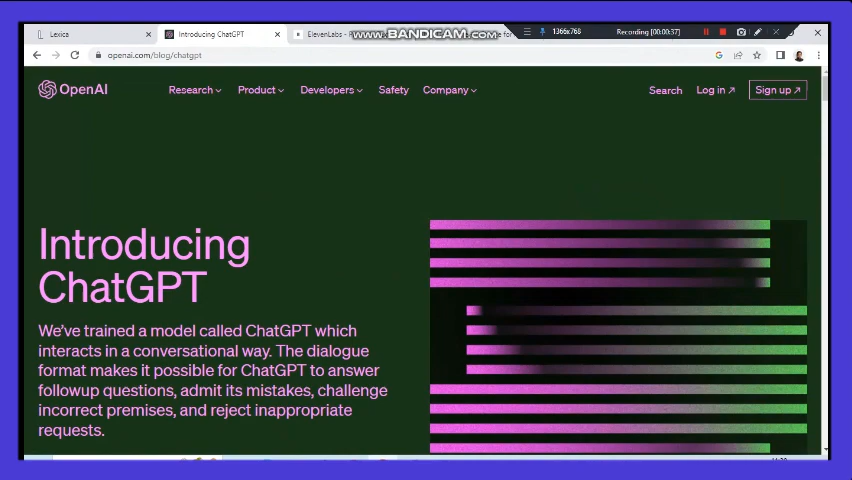 Lexica
Introducing ChatGPT
ElevenLabs - P
www.BANDICAM.com
1366x768
Recording [00:00:37]
openai.com/blog/chatgpt
OpenAI
Research
Product
Developers
Safety
Company
Search
Log in ↗
Sign up ↗
Introducing
ChatGPT
We've trained a model called ChatGPT which
interacts in a conversational way. The dialogue
format makes it possible for ChatGPT to answer
followup questions, admit its mistakes, challenge
incorrect premises, and reject inappropriate
requests.